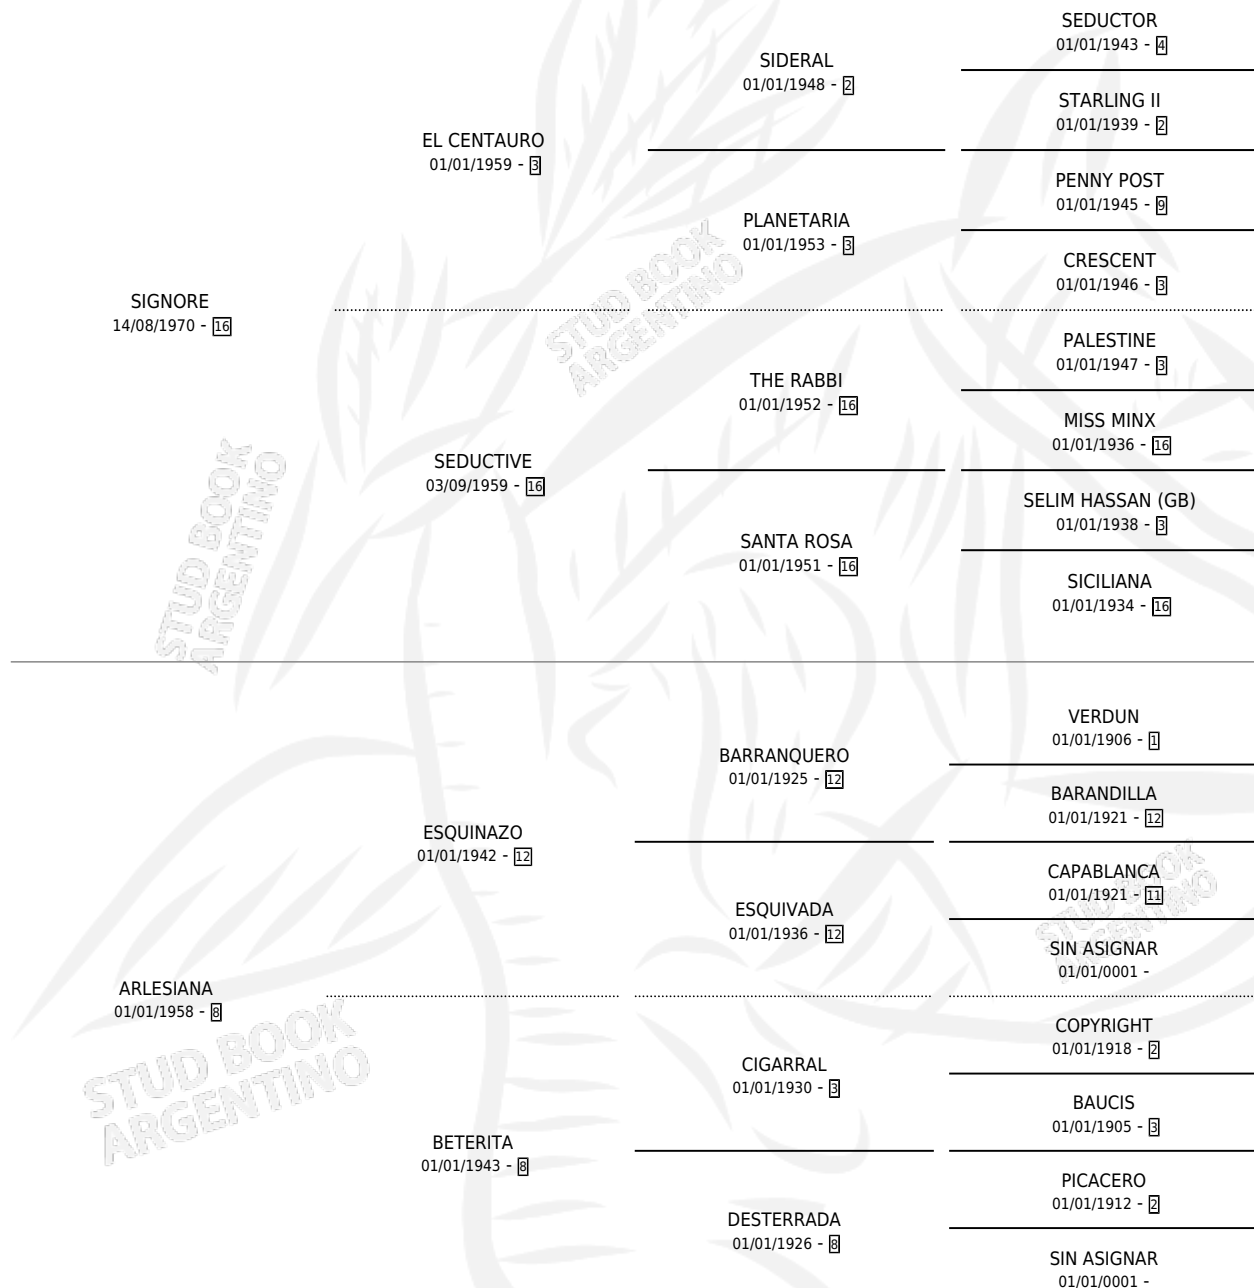 SEDUCTOR
01/01/1943 - 4
SIDERAL
01/01/1948 - 2
STARLING II
01/01/1939 - 2
EL CENTAURO
01/01/1959 - 3
PENNY POST
01/01/1945 - 9
PLANETARIA
01/01/1953 - 3
CRESCENT
01/01/1946 - 3
SIGNORE
14/08/1970 - 16
PALESTINE
01/01/1947 - 3
THE RABBI
01/01/1952 - 16
MISS MINX
01/01/1936 - 16
SEDUCTIVE
03/09/1959 - 16
SELIM HASSAN (GB)
01/01/1938 - 3
SANTA ROSA
01/01/1951 - 16
SICILIANA
01/01/1934 - 16
STUD BOOK
ARGENTINO
STUD BOOK
ARGENTINO
VERDUN
01/01/1906 - 1
BARRANQUERO
01/01/1925 - 12
BARANDILLA
01/01/1921 - 12
ESQUINAZO
01/01/1942 - 12
CAPABLANCA
01/01/1921 - 11
ESQUIVADA
01/01/1936 - 12
SIN ASIGNAR
01/01/0001 -
ARLESIANA
01/01/1958 - 8
COPYRIGHT
01/01/1918 - 2
CIGARRAL
01/01/1930 - 3
BAUCIS
01/01/1905 - 3
BETERITA
01/01/1943 - 8
PICACERO
01/01/1912 - 2
DESTERRADA
01/01/1926 - 8
SIN ASIGNAR
01/01/0001 -
STUD BOOK
ARGENTINO
STUD BOOK
ARGENTINO